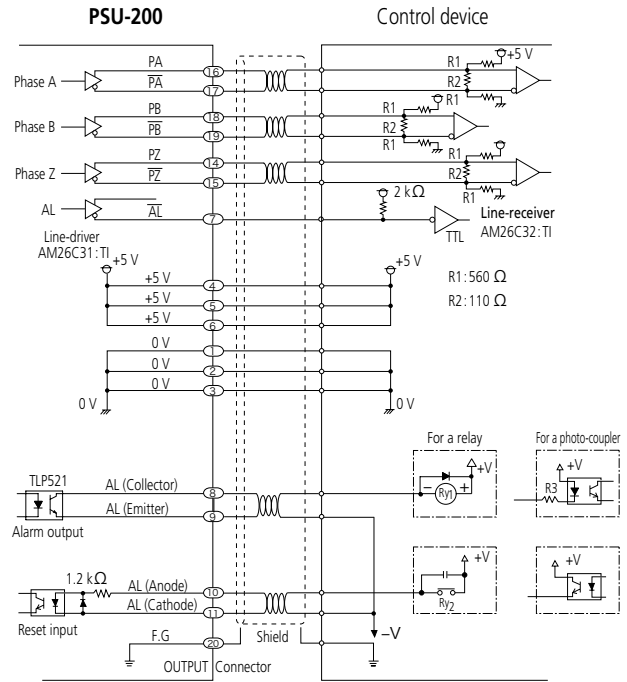 PSU-200 Control device
PA 16 R1 +5 V
Phase A PA 17 R2
R1
PB 18 R1
Phase B PB 19 R2
R1
PZ 14 R1
Phase Z PZ 15 R2
R1
AL AL 7 2 kΩ Line-receiver
TTL AM26C32:TI
Line-driver
AM26C31:TI
+5 V +5 V
+5 V 4 R1:560 Ω
+5 V 5 R2:110 Ω
+5 V 6
0 V 1
0 V 2
0 V 3
0 V 0 V
For a relay For a photo-coupler
TLP521 AL (Collector) 8 +V +V
− Ry1 + R3
AL (Emitter) 9
Alarm output
1.2 kΩ AL (Anode) 10 +V +V
AL (Cathode) 11 Ry2
Reset input
F.G 20 Shield −V
OUTPUT Connector